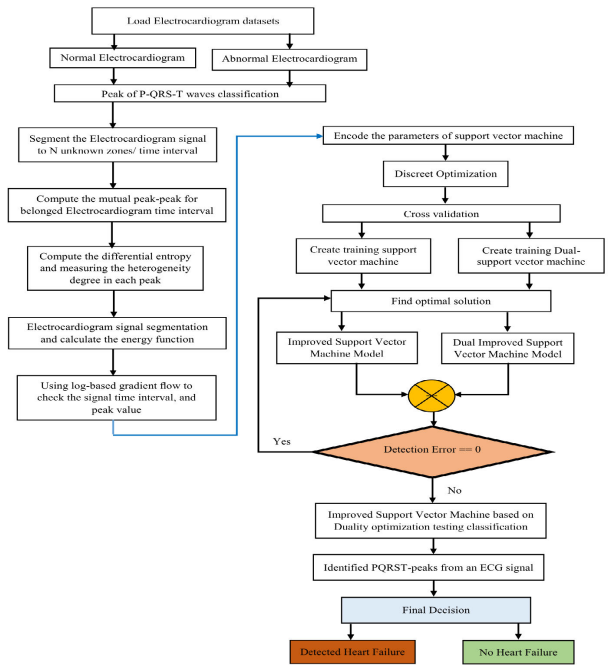 Load Electrocardiogram datasets
Normal Electrocardiogram
Abnormal Electrocardiogram
Peak of P-QRS-T waves classification
Segment the Electrocardiogram signal
to N unknown zones/ time interval
Compute the mutual peak-peak for
belonged Electrocardiogram time interval
Compute the differential entropy
and measuring the heterogeneity
degree in each peak
Electrocardiogram signal segmentation
and calculate the energy function
Using log-based gradient flow to
check the signal time interval, and
peak value
Encode the parameters of support vector machine
Discreet Optimization
Cross validation
Create training support
vector machine
Create training Dual-
support vector machine
Find optimal solution
Improved Support Vector
Machine Model
Dual Improved Support
Vector Machine Model
Yes
Detection Error == 0
No
Improved Support Vector Machine based on
Duality optimization testing classification
Identified PQRST-peaks from an ECG signal
Final Decision
Detected Heart Failure
No Heart Failure